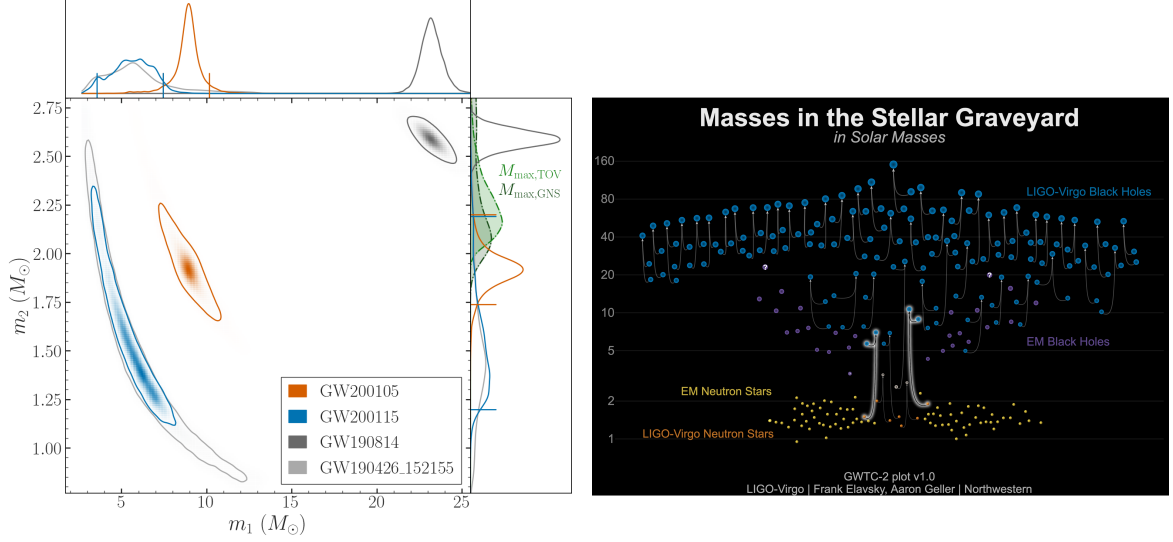 2.75
2.50
2.25
2.00
1.75
1.50
1.25
1.00
m₂ (M⊙)
5
10
15
20
25
m₁ (M⊙)
M_max,TOV
M_max,GNS
GW200105
GW200115
GW190814
GW190426_152155
Masses in the Stellar Graveyard
in Solar Masses
160
80
40
20
10
5
2
1
LIGO-Virgo Black Holes
EM Black Holes
EM Neutron Stars
LIGO-Virgo Neutron Stars
GWTC-2 plot v1.0
LIGO-Virgo | Frank Elavsky, Aaron Geller | Northwestern